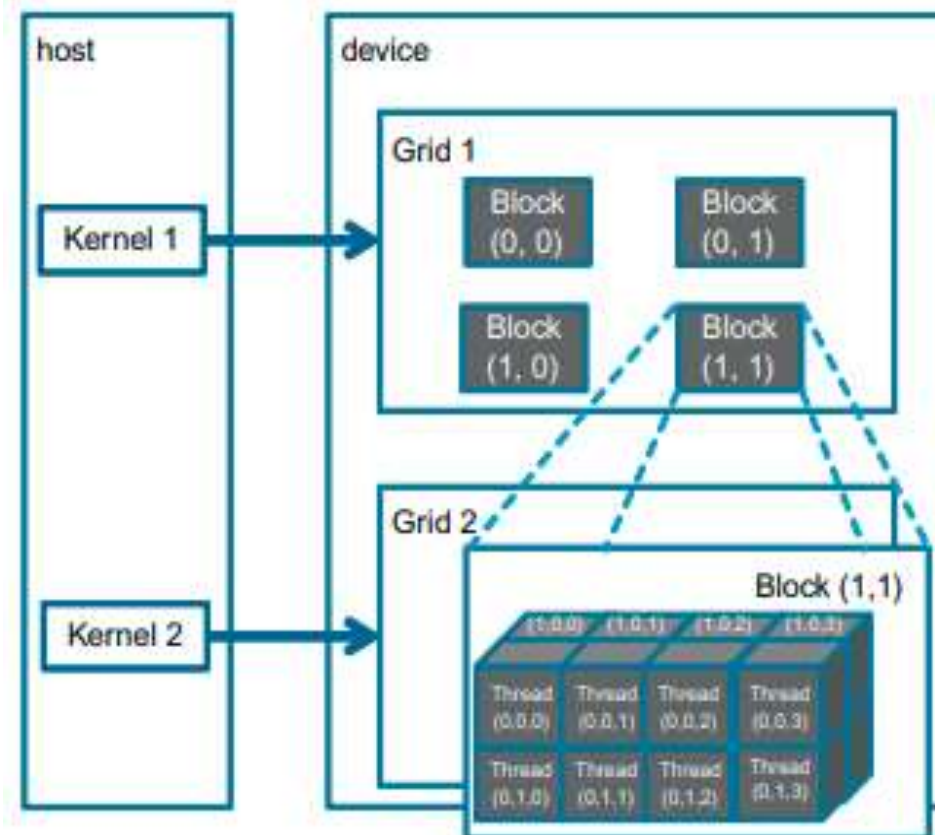 host
device
Grid 1
Block
(0, 0)
Block
(0, 1)
Kernel 1
Block
(1, 0)
Block
(1, 1)
Grid 2
Block (1,1)
Kernel 2
(1,0,0)
(1,0,1)
(1,0,2)
(1,0,3)
Thread
(0,0,0)
Thread
(0,0,1)
Thread
(0,0,2)
Thread
(0,0,3)
Thread
(0,1,0)
Thread
(0,1,1)
Thread
(0,1,2)
Thread
(0,1,3)